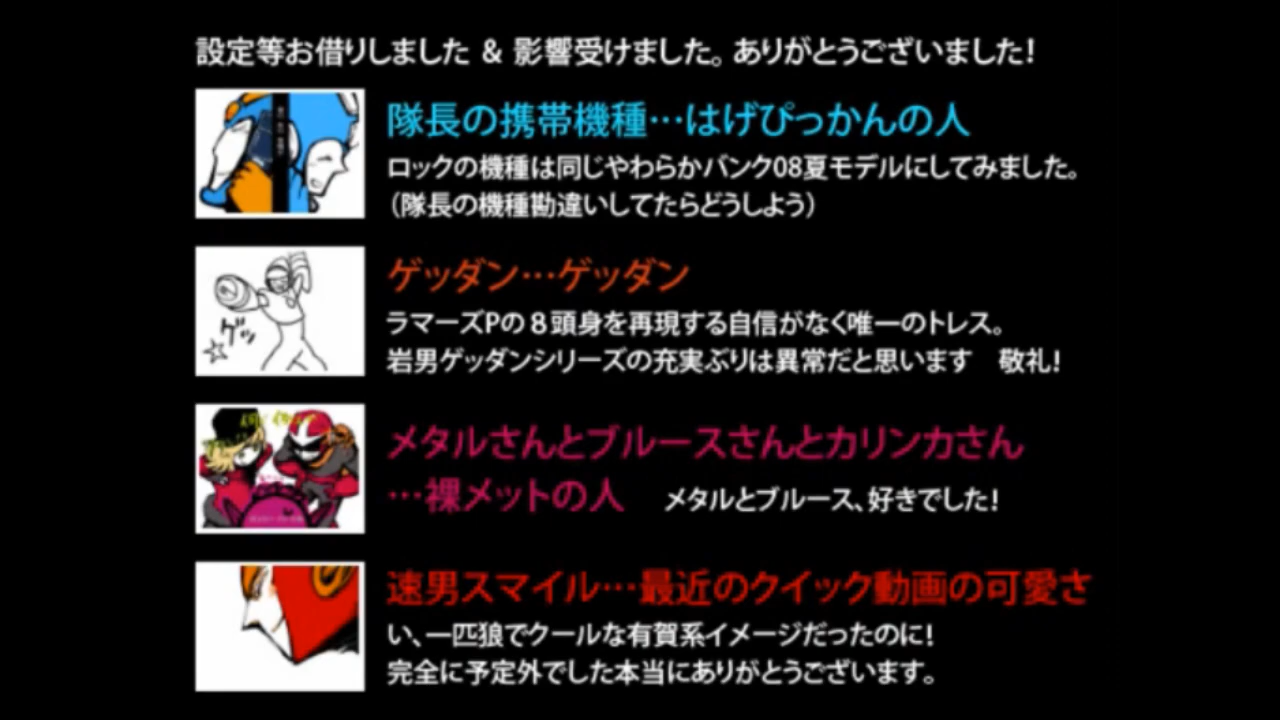 設定等お借りしました & 影響受けました。ありがとうございました!
隊長の携帯機種…はげぴっかんの人
ロックの機種は同じやわらかバンク08夏モデルにしてみました。
(隊長の機種勘違いしてたらどうしよう)
ゲッ
ゲッダン…ゲッダン
ラマーズPの8頭身を再現する自信がなく唯一のトレス。
岩男ゲッダンシリーズの充実ぶりは異常だと思います 敬礼!
メタルさんとブルースさんとカリンカさん
…裸メットの人 メタルとブルース、好きでした!
速男スマイル…最近のクイック動画の可愛さ
い、一匹狼でクールな有賀系イメージだったのに!
完全に予定外でした本当にありがとうございます。